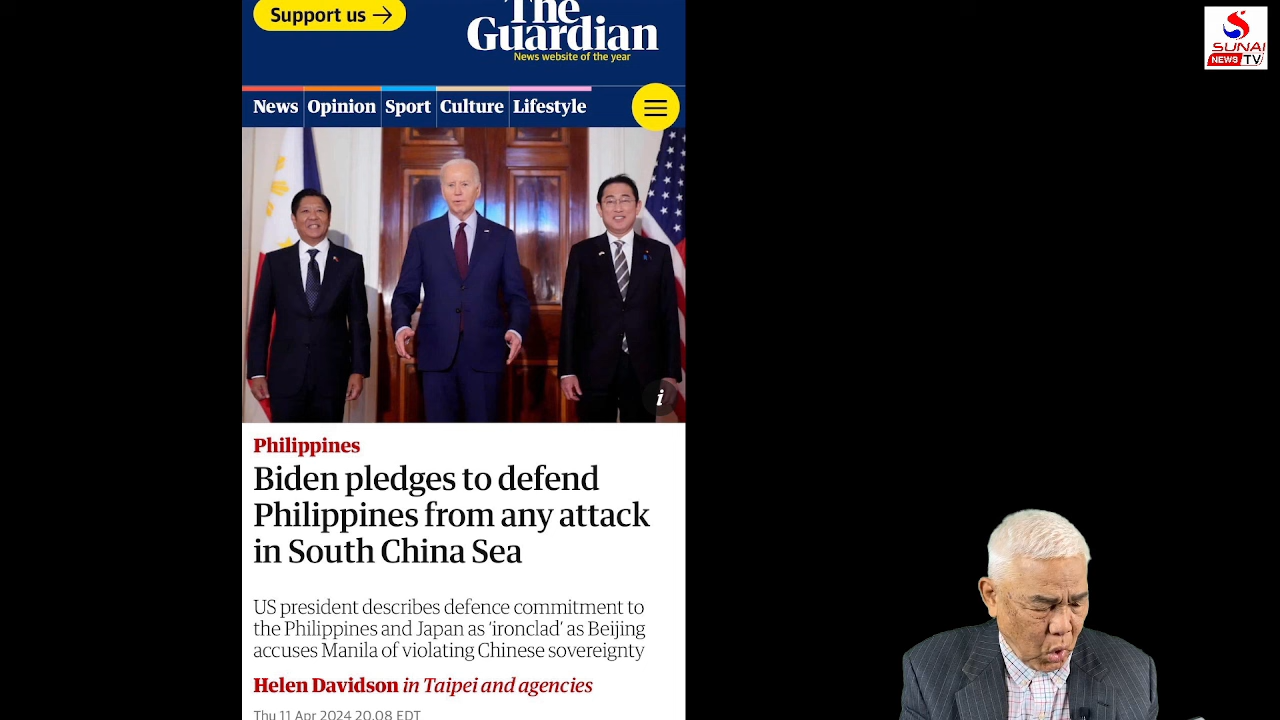 Support us →
The
Guardian
News website of the year
News
Opinion
Sport
Culture
Lifestyle
i
Philippines
Biden pledges to defend
Philippines from any attack
in South China Sea
US president describes defence commitment to
the Philippines and Japan as ‘ironclad’ as Beijing
accuses Manila of violating Chinese sovereignty
Helen Davidson in Taipei and agencies
Thu 11 Apr 2024 20.08 EDT
SUNAI
NEWS TV